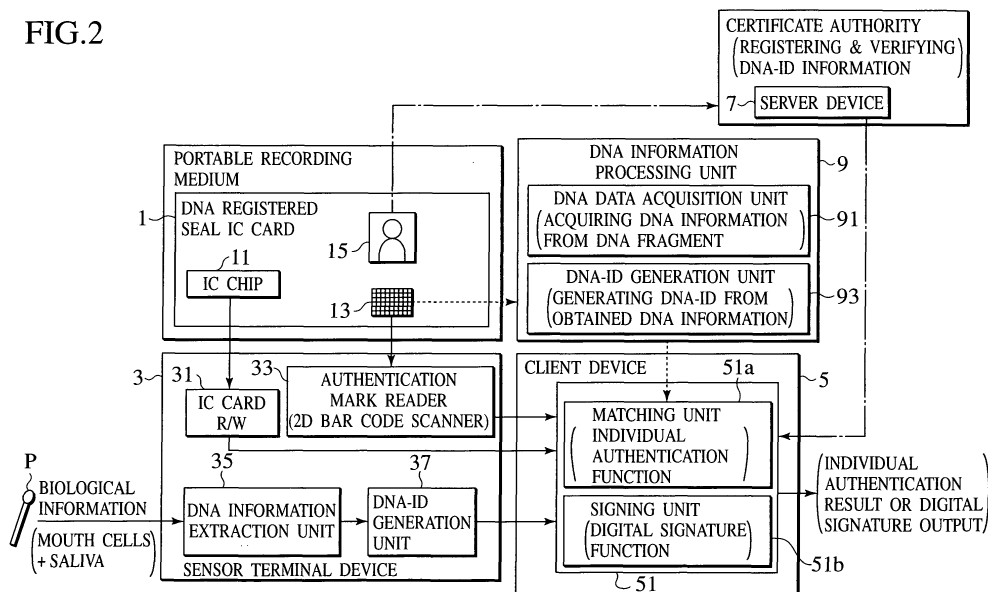 FIG.2
CERTIFICATE AUTHORITY
(REGISTERING & VERIFYING
DNA-ID INFORMATION)
7
SERVER DEVICE
PORTABLE RECORDING
MEDIUM
1
DNA REGISTERED
SEAL IC CARD
15
11
IC CHIP
13
DNA INFORMATION
PROCESSING UNIT
9
DNA DATA ACQUISITION UNIT
(ACQUIRING DNA INFORMATION
FROM DNA FRAGMENT)
91
DNA-ID GENERATION UNIT
(GENERATING DNA-ID FROM
OBTAINED DNA INFORMATION)
93
3
31
IC CARD
R/W
33
AUTHENTICATION
MARK READER
(2D BAR CODE SCANNER)
P
BIOLOGICAL
INFORMATION
(MOUTH CELLS
+ SALIVA)
35
DNA INFORMATION
EXTRACTION UNIT
37
DNA-ID
GENERATION
UNIT
SENSOR TERMINAL DEVICE
CLIENT DEVICE
51a
5
MATCHING UNIT
(INDIVIDUAL
AUTHENTICATION
FUNCTION)
SIGNING UNIT
(DIGITAL SIGNATURE
FUNCTION)
51
51b
(INDIVIDUAL
AUTHENTICATION
RESULT OR DIGITAL
SIGNATURE OUTPUT)